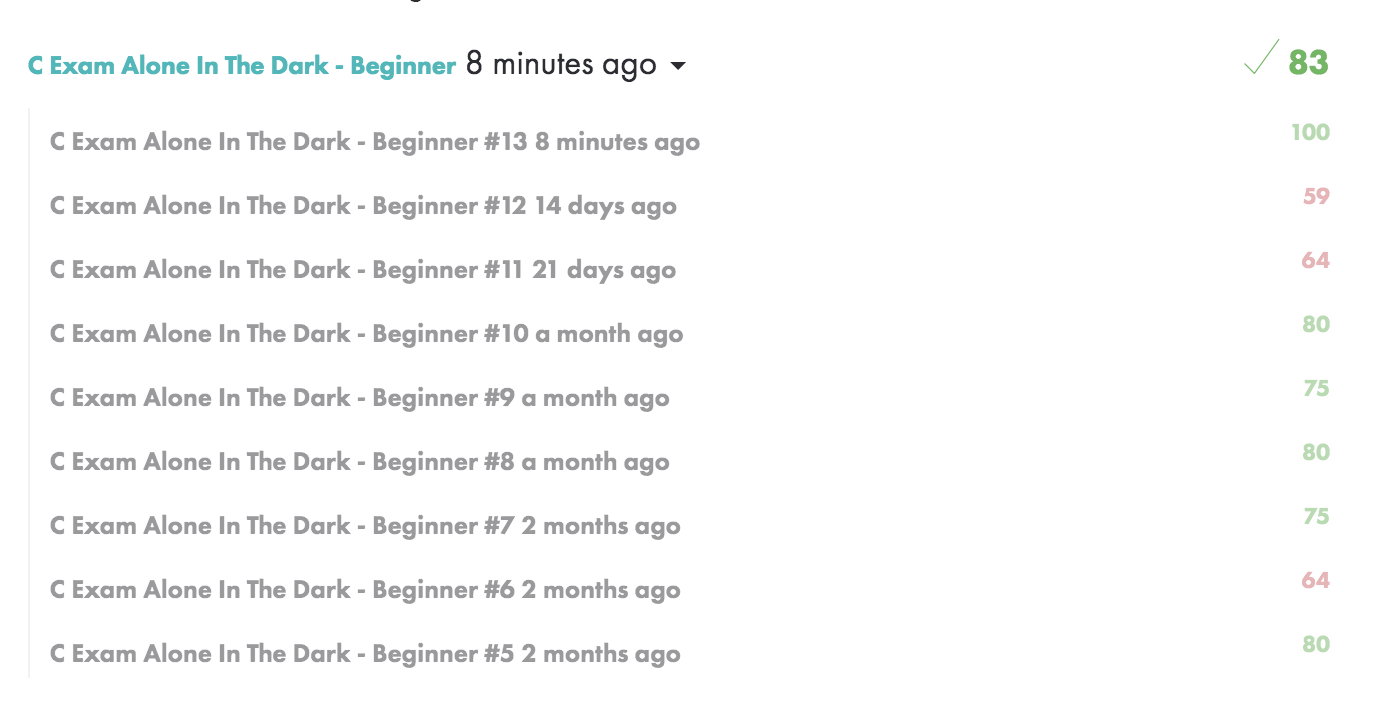 C Exam Alone In The Dark - Beginner 8 minutes ago 83
C Exam Alone In The Dark - Beginner #13 8 minutes ago 100
C Exam Alone In The Dark - Beginner #12 14 days ago 59
C Exam Alone In The Dark - Beginner #11 21 days ago 64
C Exam Alone In The Dark - Beginner #10 a month ago 80
C Exam Alone In The Dark - Beginner #9 a month ago 75
C Exam Alone In The Dark - Beginner #8 a month ago 80
C Exam Alone In The Dark - Beginner #7 2 months ago 75
C Exam Alone In The Dark - Beginner #6 2 months ago 64
C Exam Alone In The Dark - Beginner #5 2 months ago 80